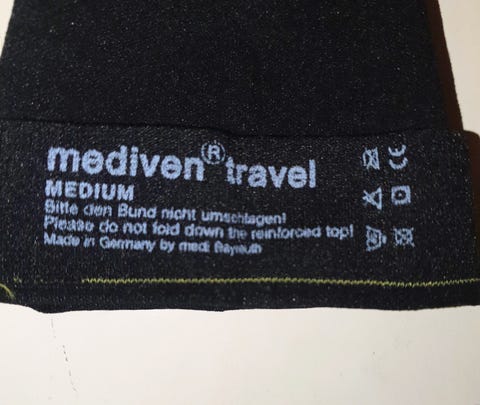 mediven® travel
MEDIUM
Bitte den Bund nicht umschlagen!
Please do not fold down the reinforced top!
Made in Germany by medi Bayreuth
CE